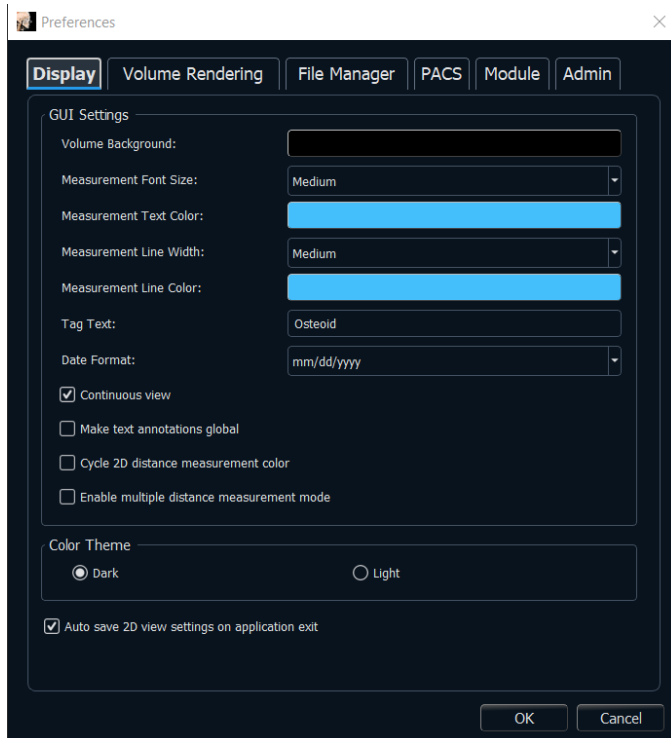 Preferences
Display Volume Rendering File Manager PACS Module Admin
GUI Settings
Volume Background:
Measurement Font Size: Medium
Measurement Text Color:
Measurement Line Width: Medium
Measurement Line Color:
Tag Text: Osteoid
Date Format: mm/dd/yyyy
Continuous view
Make text annotations global
Cycle 2D distance measurement color
Enable multiple distance measurement mode
Color Theme
Dark Light
Auto save 2D view settings on application exit
OK Cancel